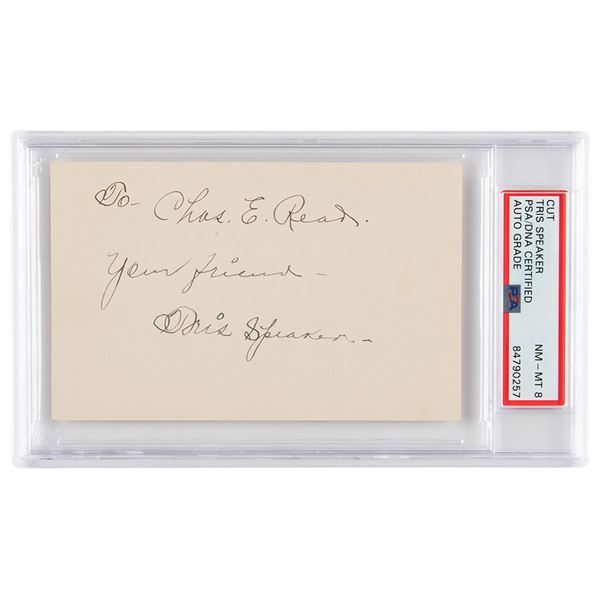 To- Chas. E. Read.
Your friend -
Tris Speaker. -
CUT
TRIS SPEAKER
PSA/DNA CERTIFIED
AUTO GRADE
PSA
NM - MT 8
84790257